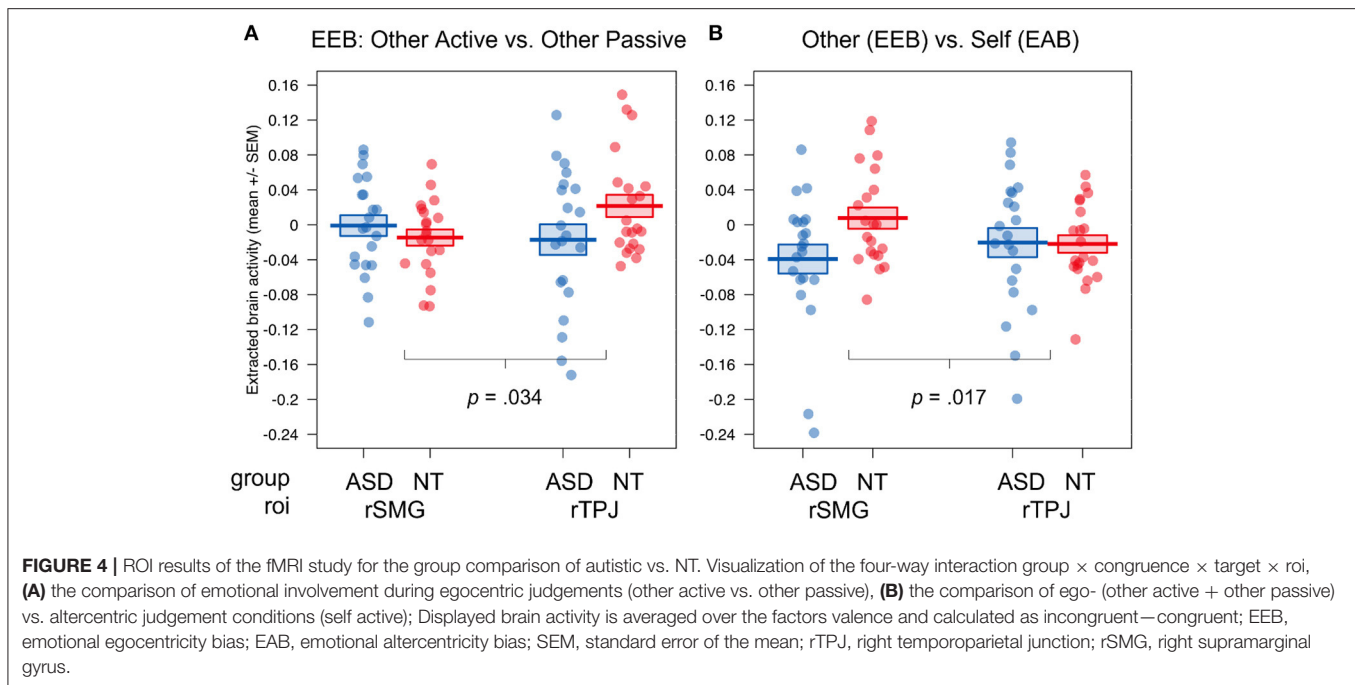 A EEB: Other Active vs. Other Passive
B Other (EEB) vs. Self (EAB)
Extracted brain activity (mean +/- SEM)
0.16
0.12
0.08
0.04
0
-0.04
-0.08
-0.12
-0.16
-0.2
-0.24
p = .034
group ASD NT ASD NT
roi rSMG rTPJ
0.16
0.12
0.08
0.04
0
-0.04
-0.08
-0.12
-0.16
-0.2
-0.24
p = .017
ASD NT ASD NT
rSMG rTPJ
FIGURE 4 | ROI results of the fMRI study for the group comparison of autistic vs. NT. Visualization of the four-way interaction group × congruence × target × roi,
(A) the comparison of emotional involvement during egocentric judgements (other active vs. other passive), (B) the comparison of ego- (other active + other passive)
vs. altercentric judgement conditions (self active); Displayed brain activity is averaged over the factors valence and calculated as incongruent—congruent; EEB,
emotional egocentricity bias; EAB, emotional altercentricity bias; SEM, standard error of the mean; rTPJ, right temporoparietal junction; rSMG, right supramarginal
gyrus.